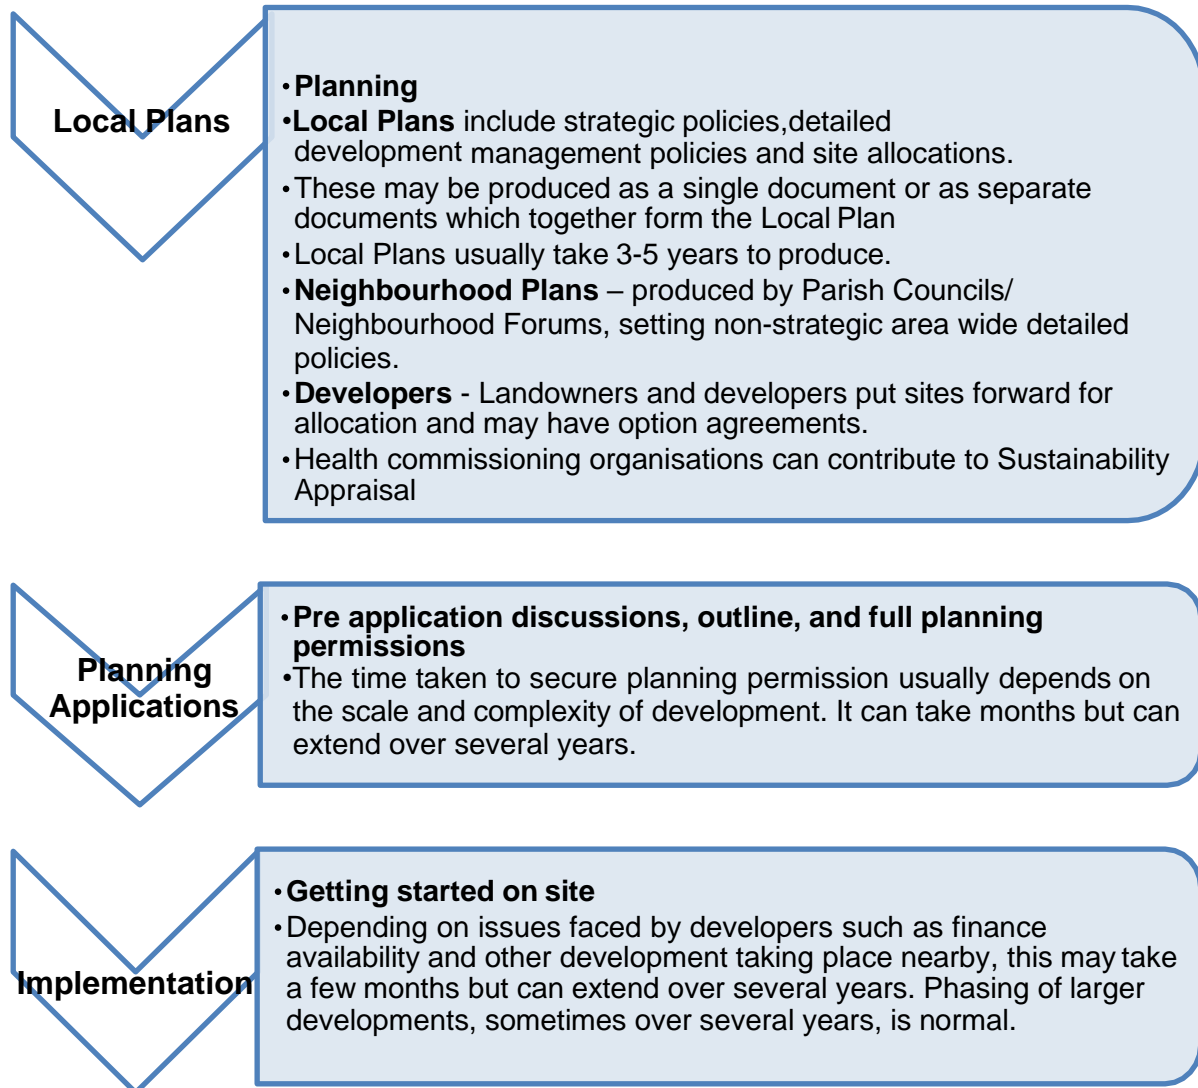 Local Plans
• Planning
• Local Plans include strategic policies,detailed
development management policies and site allocations.
• These may be produced as a single document or as separate
documents which together form the Local Plan
• Local Plans usually take 3-5 years to produce.
• Neighbourhood Plans – produced by Parish Councils/
Neighbourhood Forums, setting non-strategic area wide detailed
policies.
• Developers - Landowners and developers put sites forward for
allocation and may have option agreements.
• Health commissioning organisations can contribute to Sustainability
Appraisal
Planning
Applications
• Pre application discussions, outline, and full planning
permissions
• The time taken to secure planning permission usually depends on
the scale and complexity of development. It can take months but can
extend over several years.
Implementation
• Getting started on site
• Depending on issues faced by developers such as finance
availability and other development taking place nearby, this may take
a few months but can extend over several years. Phasing of larger
developments, sometimes over several years, is normal.